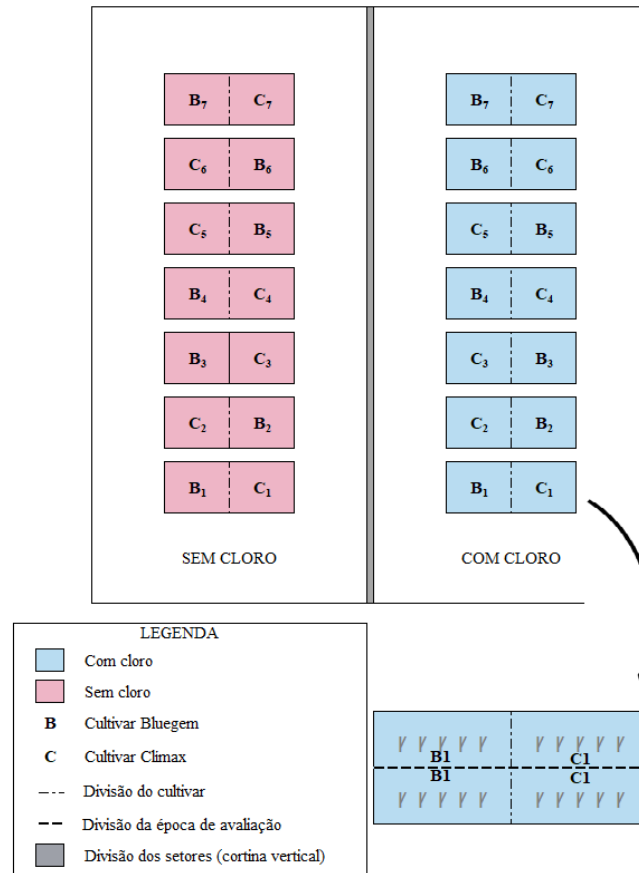 B₇ C₇ B₇ C₇
C₆ B₆ B₆ C₆
C₅ B₅ C₅ B₅
B₄ C₄ B₄ C₄
B₃ C₃ C₃ B₃
C₂ B₂ C₂ B₂
B₁ C₁ B₁ C₁
SEM CLORO COM CLORO
LEGENDA
Com cloro
Sem cloro
B Cultivar Bluegem
C Cultivar Climax
Divisão do cultivar
Divisão da época de avaliação
Divisão dos setores (cortina vertical)
B1 C1
B1 C1